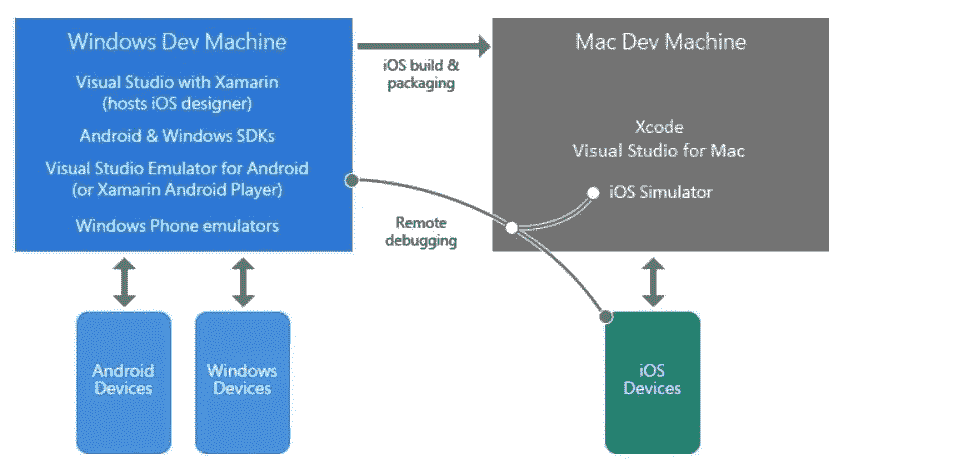 Windows Dev Machine
Visual Studio with Xamarin
(hosts iOS designer)
Android & Windows SDKs
Visual Studio Emulator for Android
(or Xamarin Android Player)
Windows Phone emulators
iOS build &
packaging
Mac Dev Machine
Xcode
Visual Studio for Mac
iOS Simulator
Remote
debugging
Android
Devices
Windows
Devices
iOS
Devices